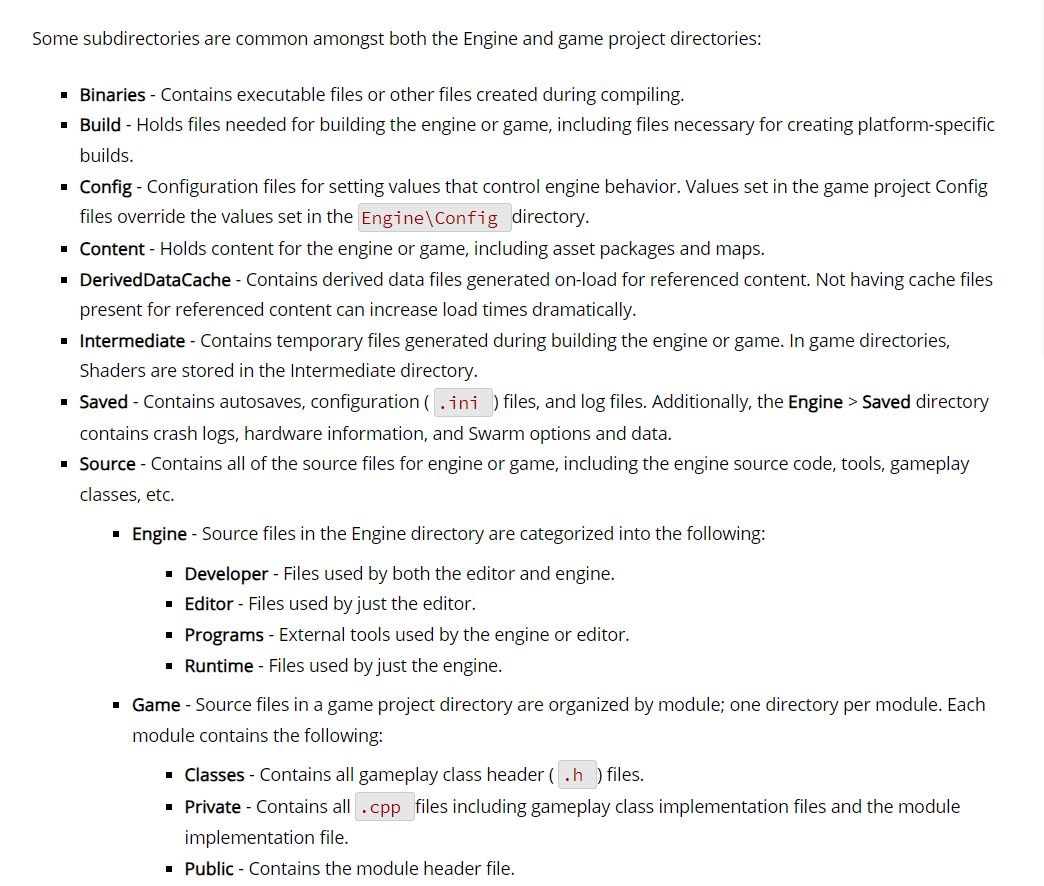 Some subdirectories are common amongst both the Engine and game project directories:
▪ Binaries - Contains executable files or other files created during compiling.
▪ Build - Holds files needed for building the engine or game, including files necessary for creating platform-specific
builds.
▪ Config - Configuration files for setting values that control engine behavior. Values set in the game project Config
files override the values set in the Engine\Config directory.
▪ Content - Holds content for the engine or game, including asset packages and maps.
▪ DerivedDataCache - Contains derived data files generated on-load for referenced content. Not having cache files
present for referenced content can increase load times dramatically.
▪ Intermediate - Contains temporary files generated during building the engine or game. In game directories,
Shaders are stored in the Intermediate directory.
▪ Saved - Contains autosaves, configuration ( .ini ) files, and log files. Additionally, the Engine > Saved directory
contains crash logs, hardware information, and Swarm options and data.
▪ Source - Contains all of the source files for engine or game, including the engine source code, tools, gameplay
classes, etc.
▪ Engine - Source files in the Engine directory are categorized into the following:
▪ Developer - Files used by both the editor and engine.
▪ Editor - Files used by just the editor.
▪ Programs - External tools used by the engine or editor.
▪ Runtime - Files used by just the engine.
▪ Game - Source files in a game project directory are organized by module; one directory per module. Each
module contains the following:
▪ Classes - Contains all gameplay class header ( .h ) files.
▪ Private - Contains all .cpp files including gameplay class implementation files and the module
implementation file.
▪ Public - Contains the module header file.